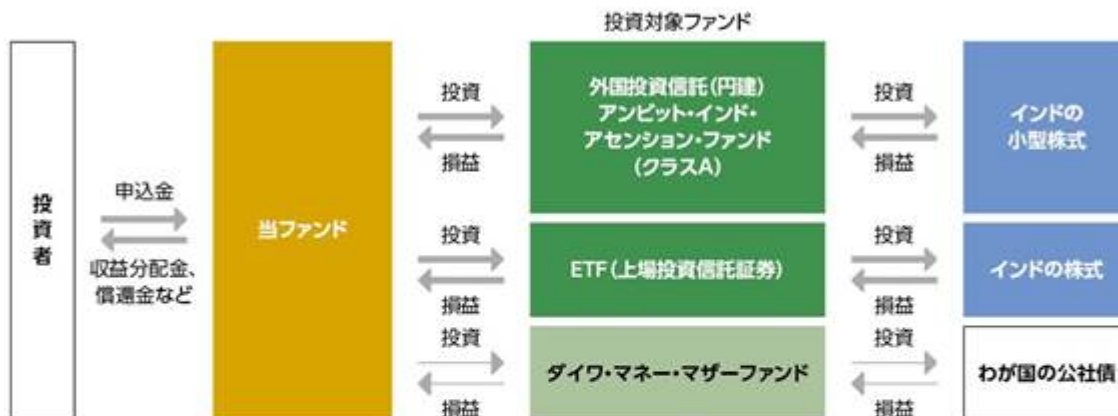 投資対象ファンド
投資者
申込金
収益分配金、
償還金など
当ファンド
投資
損益
外国投資信託(円建)
アンビット・インド・
アセンション・ファンド
(クラスA)
投資
損益
インドの
小型株式
投資
損益
ETF(上場投資信託証券)
投資
損益
インドの株式
投資
損益
ダイワ・マネー・マザーファンド
投資
損益
わが国の公社債